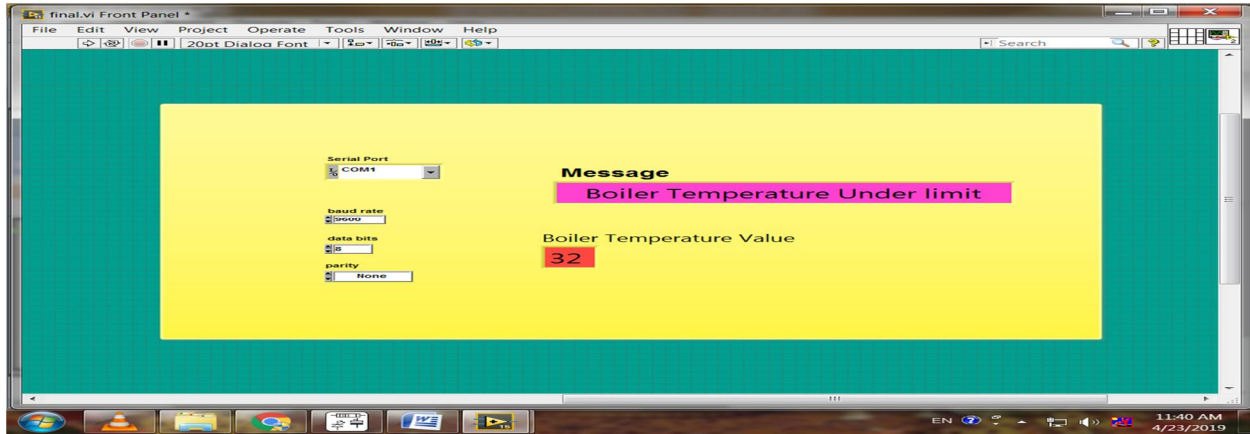 final.vi Front Panel *
File Edit View Project Operate Tools Window Help
20pt Dialog Font
Search
2
Serial Port
COM1
baud rate
9600
data bits
8
parity
None
Message
Boiler Temperature Under limit
Boiler Temperature Value
32
15
EN
11:40 AM
4/23/2019